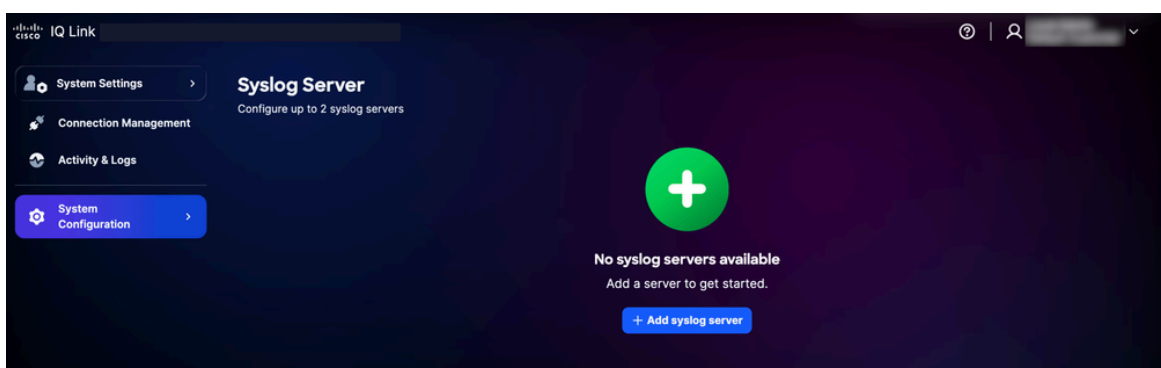 cisco IQ Link
System Settings
Connection Management
Activity & Logs
System
Configuration
Syslog Server
Configure up to 2 syslog servers
No syslog servers available
Add a server to get started.
+ Add syslog server